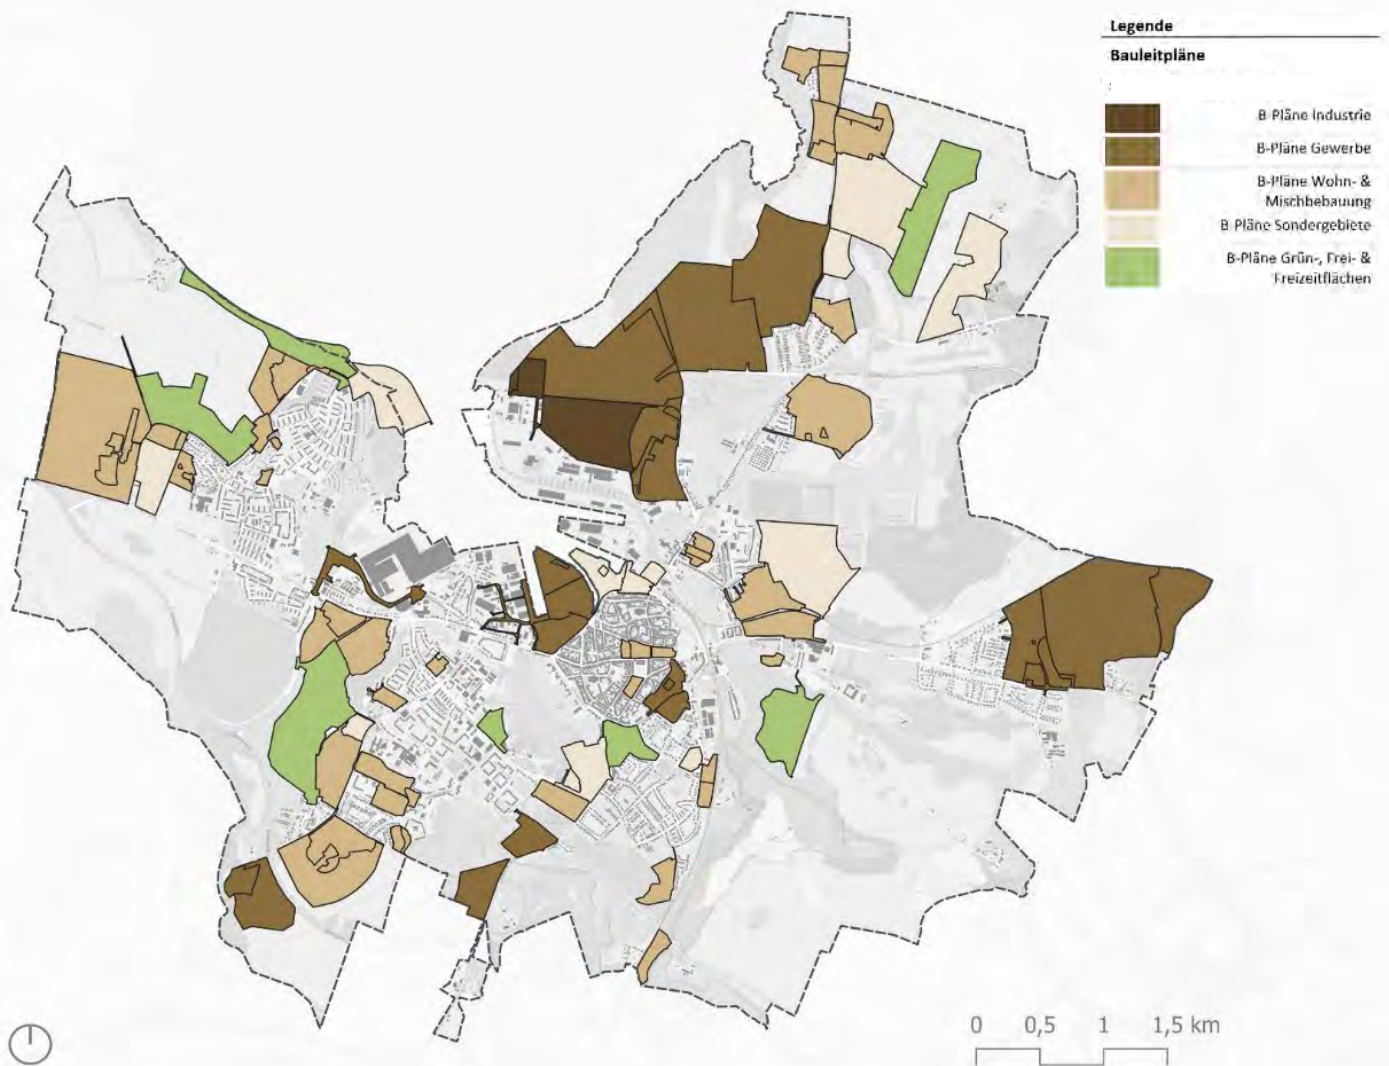 Legende
Bauleitpläne
B-Pläne Industrie
B-Pläne Gewerbe
B-Pläne Wohn- &
Mischbebauung
B-Pläne Sondergebiete
B-Pläne Grün-, Frei- &
Freizeitflächen
0 0,5 1 1,5 km